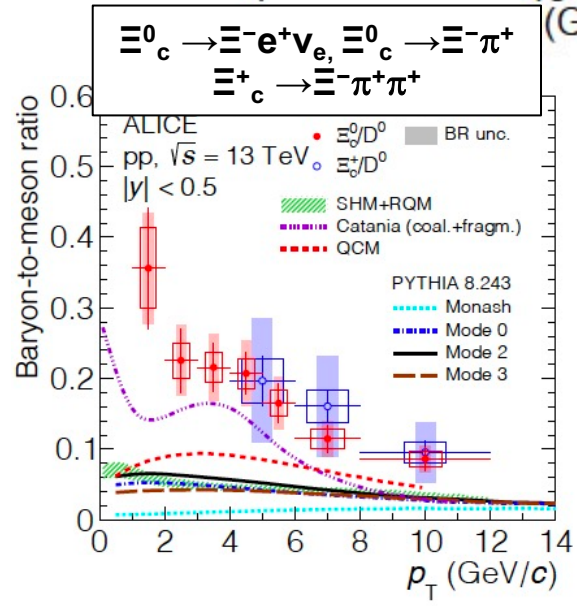 (G
Ξ⁰c →Ξ⁻e⁺νe, Ξ⁰c →Ξ⁻π⁺
Ξ⁺c →Ξ⁻π⁺π⁺
Baryon-to-meson ratio
0.6
0.5
0.4
0.3
0.2
0.1
0
ALICE
pp, √s = 13 TeV
|y| < 0.5
Ξ⁰c/D⁰
Ξ⁺c/D⁰
BR unc.
SHM+RQM
Catania (coal.+fragm.)
QCM
PYTHIA 8.243
Monash
Mode 0
Mode 2
Mode 3
0 2 4 6 8 10 12 14
pT (GeV/c)